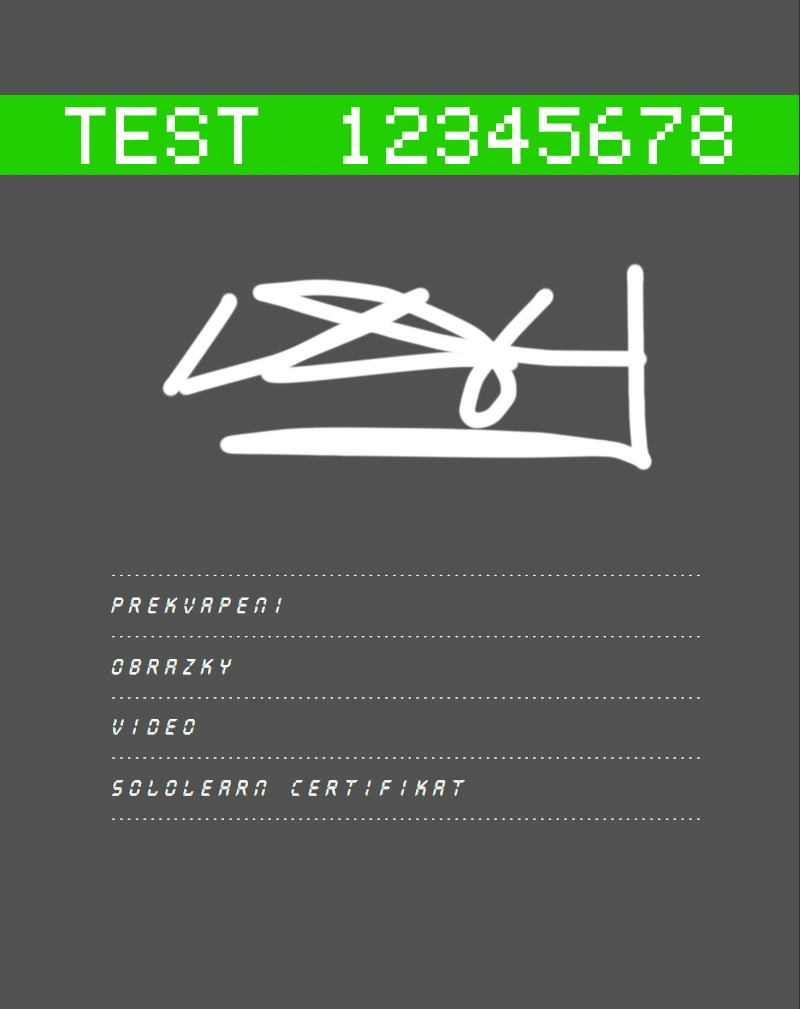 TEST 12345678
PREKVAPENI
OBRAZKY
VIDEO
SOLOLEARN CERTIFIKAT